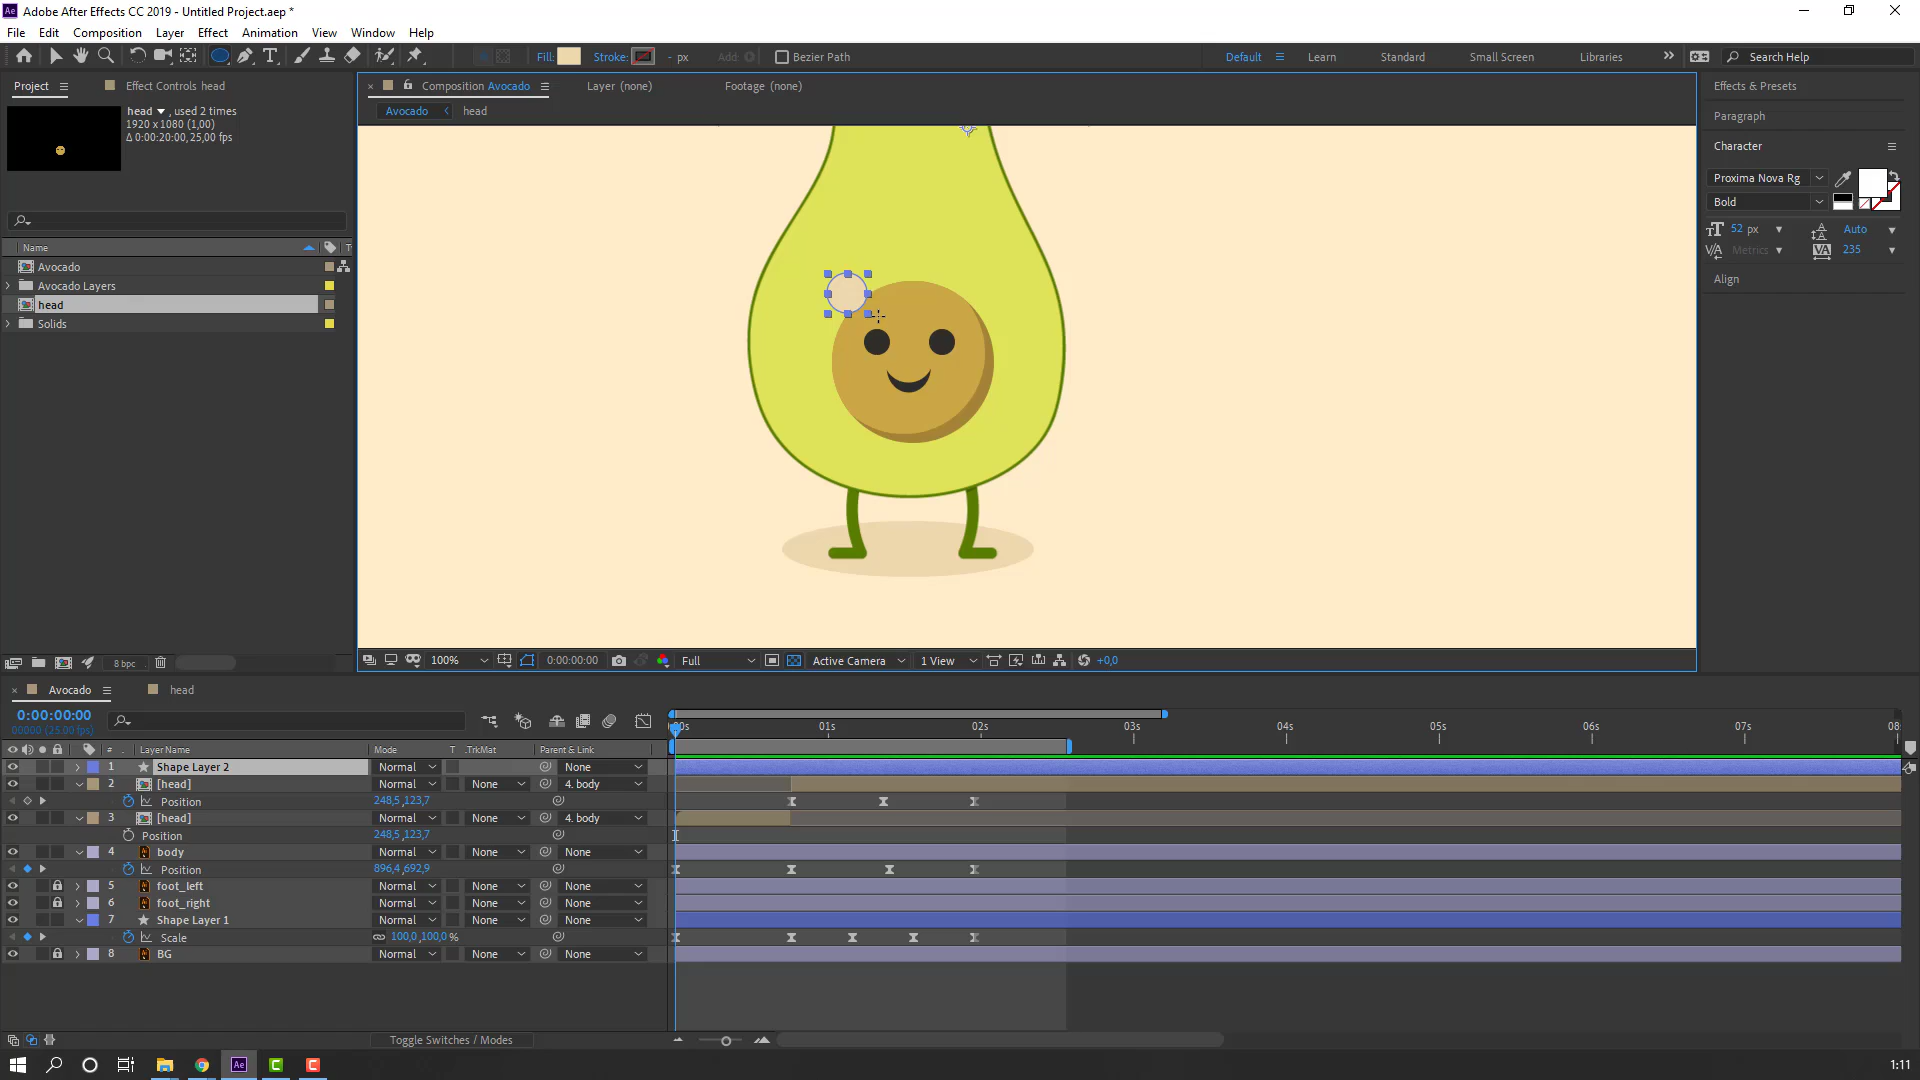 Ae Adobe After Effects CC 2019 - Untitled Project.aep *
File Edit Composition Layer Effect Animation View Window Help
Fill: Stroke: - px Add: Bezier Path Default Learn Standard Small Screen Libraries Search Help
Project Effect Controls head
head , used 2 times
1920 x 1080 (1,00)
Δ 0:00:20:00, 25,00 fps
Name
Avocado
Avocado Layers
head
Solids
8 bpc
Composition Avocado Layer (none) Footage (none)
Avocado head
100% 0:00:00:00 Full Active Camera 1 View +0,0
Effects & Presets
Paragraph
Character
Proxima Nova Rg
Bold
52 px Auto
Metrics 235
Align
Avocado head
0:00:00:00
00000 (25.00 fps)
:00s 01s 02s 03s 04s 05s 06s 07s 08
# Layer Name Mode T .TrkMat Parent & Link
1 Shape Layer 2 Normal None
2 [head] Normal None 4. body
Position 248,5 ,123,7
3 [head] Normal None 4. body
Position 248,5 ,123,7
4 body Normal None None
Position 896,4 ,692,9
5 foot_left Normal None None
6 foot_right Normal None None
7 Shape Layer 1 Normal None None
Scale 100,0 ,100,0 %
8 BG Normal None None
Toggle Switches / Modes
Ae C C 1:11